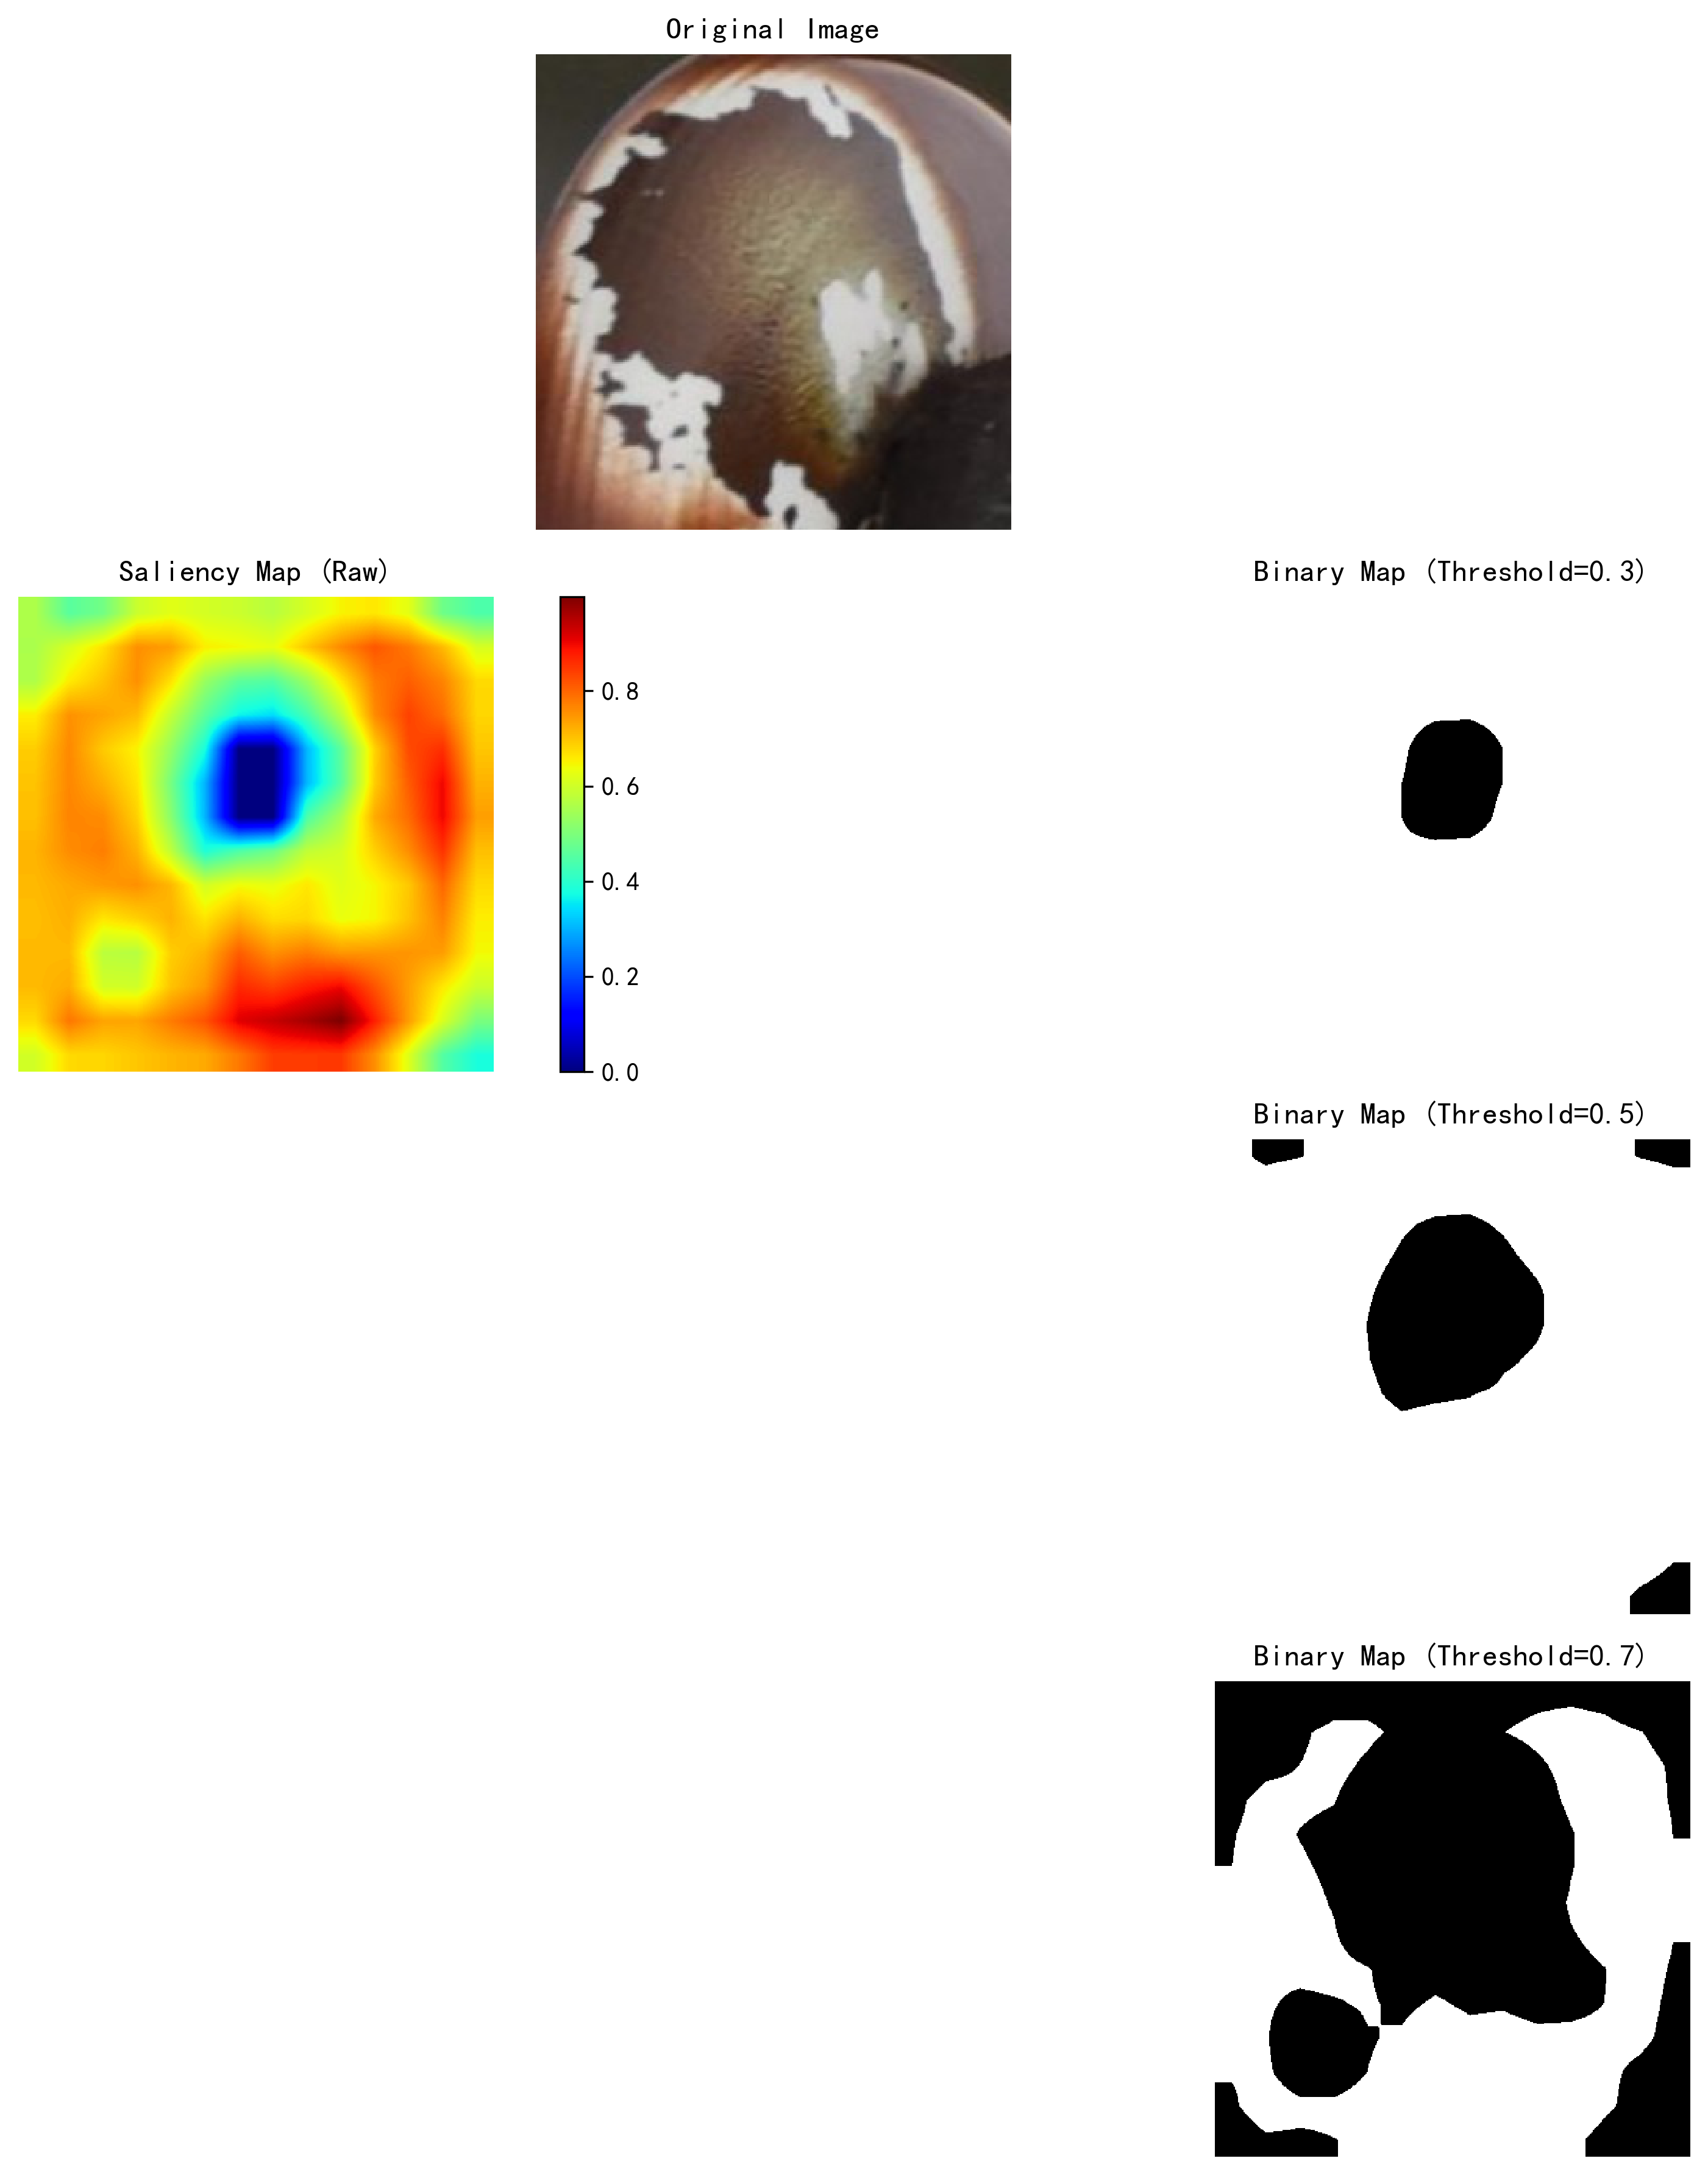 Original Image
Saliency Map (Raw)
Binary Map (Threshold=0.3)
0.8
0.6
0.4
0.2
0.0
Binary Map (Threshold=0.5)
Binary Map (Threshold=0.7)